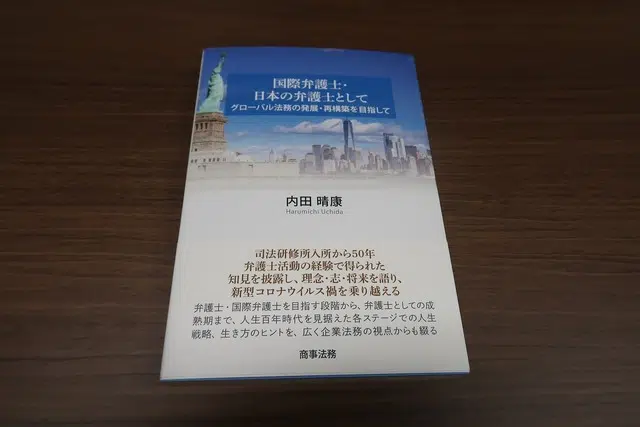 国際弁護士・
日本の弁護士として
グローバル法務の発展・再構築を目指して
内田 晴康
Harumichi Uchida
司法研修所入所から50年
弁護士活動の経験で得られた
知見を披露し、理念・志・将来を語り、
新型コロナウイルス禍を乗り越える
弁護士・国際弁護士を目指す段階から、弁護士としての成
熟期まで、人生百年時代を見据えた各ステージでの人生
戦略、生き方のヒントを、広く企業法務の視点からも綴る
商事法務